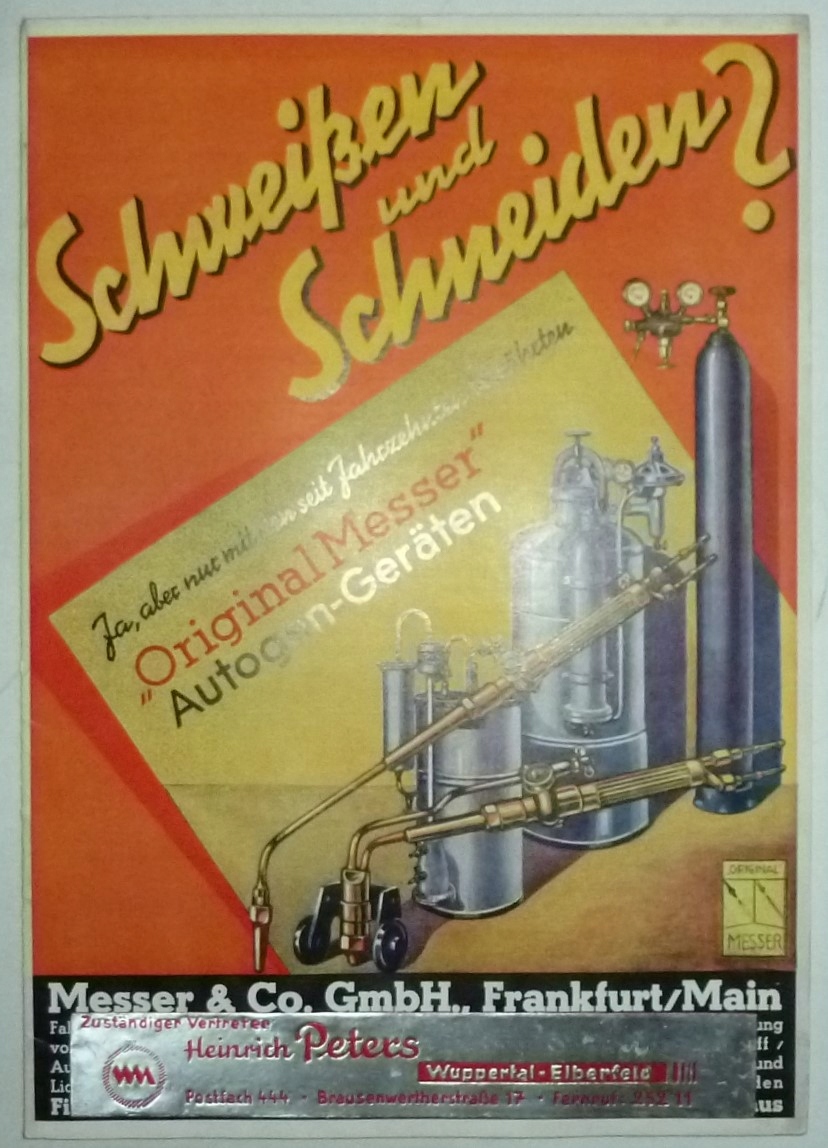 Schweißen
und
Schneiden?
Ja, aber nur mit den seit Jahrzehnten
"Original Messer"
Autogen-Geräten
ORIGINAL
MESSER
Messer & Co. GmbH., Frankfurt/Main
Zuständiger Vertreter
Heinrich Peters
WM
Wuppertal-Elberfeld
Postfach 444 • Brausenwertherstraße 17 • Fernruf: 252 11